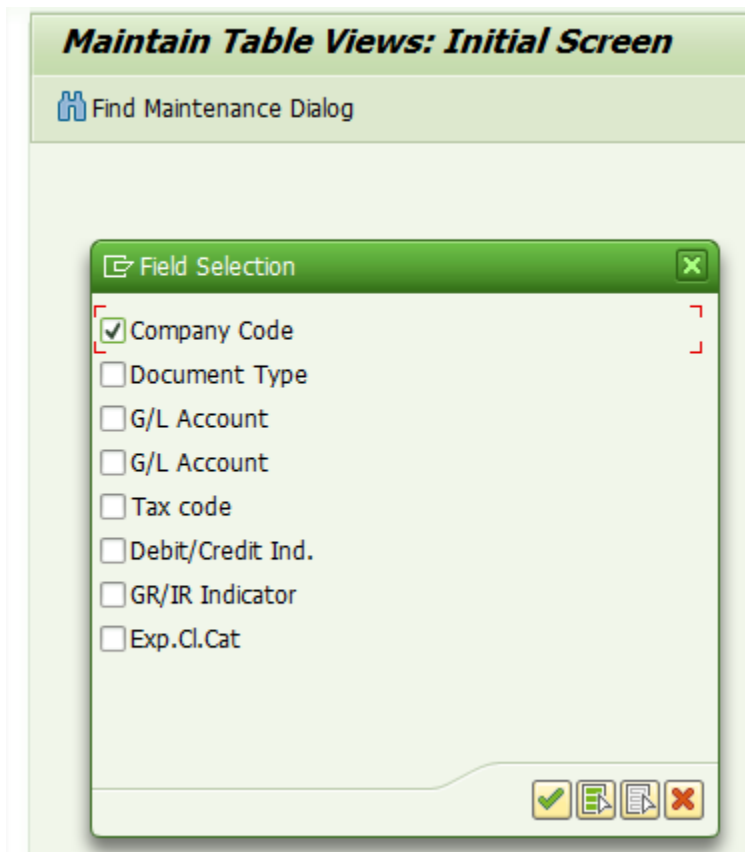 Maintain Table Views: Initial Screen
Find Maintenance Dialog
Field Selection
Company Code
Document Type
G/L Account
G/L Account
Tax code
Debit/Credit Ind.
GR/IR Indicator
Exp.Cl.Cat